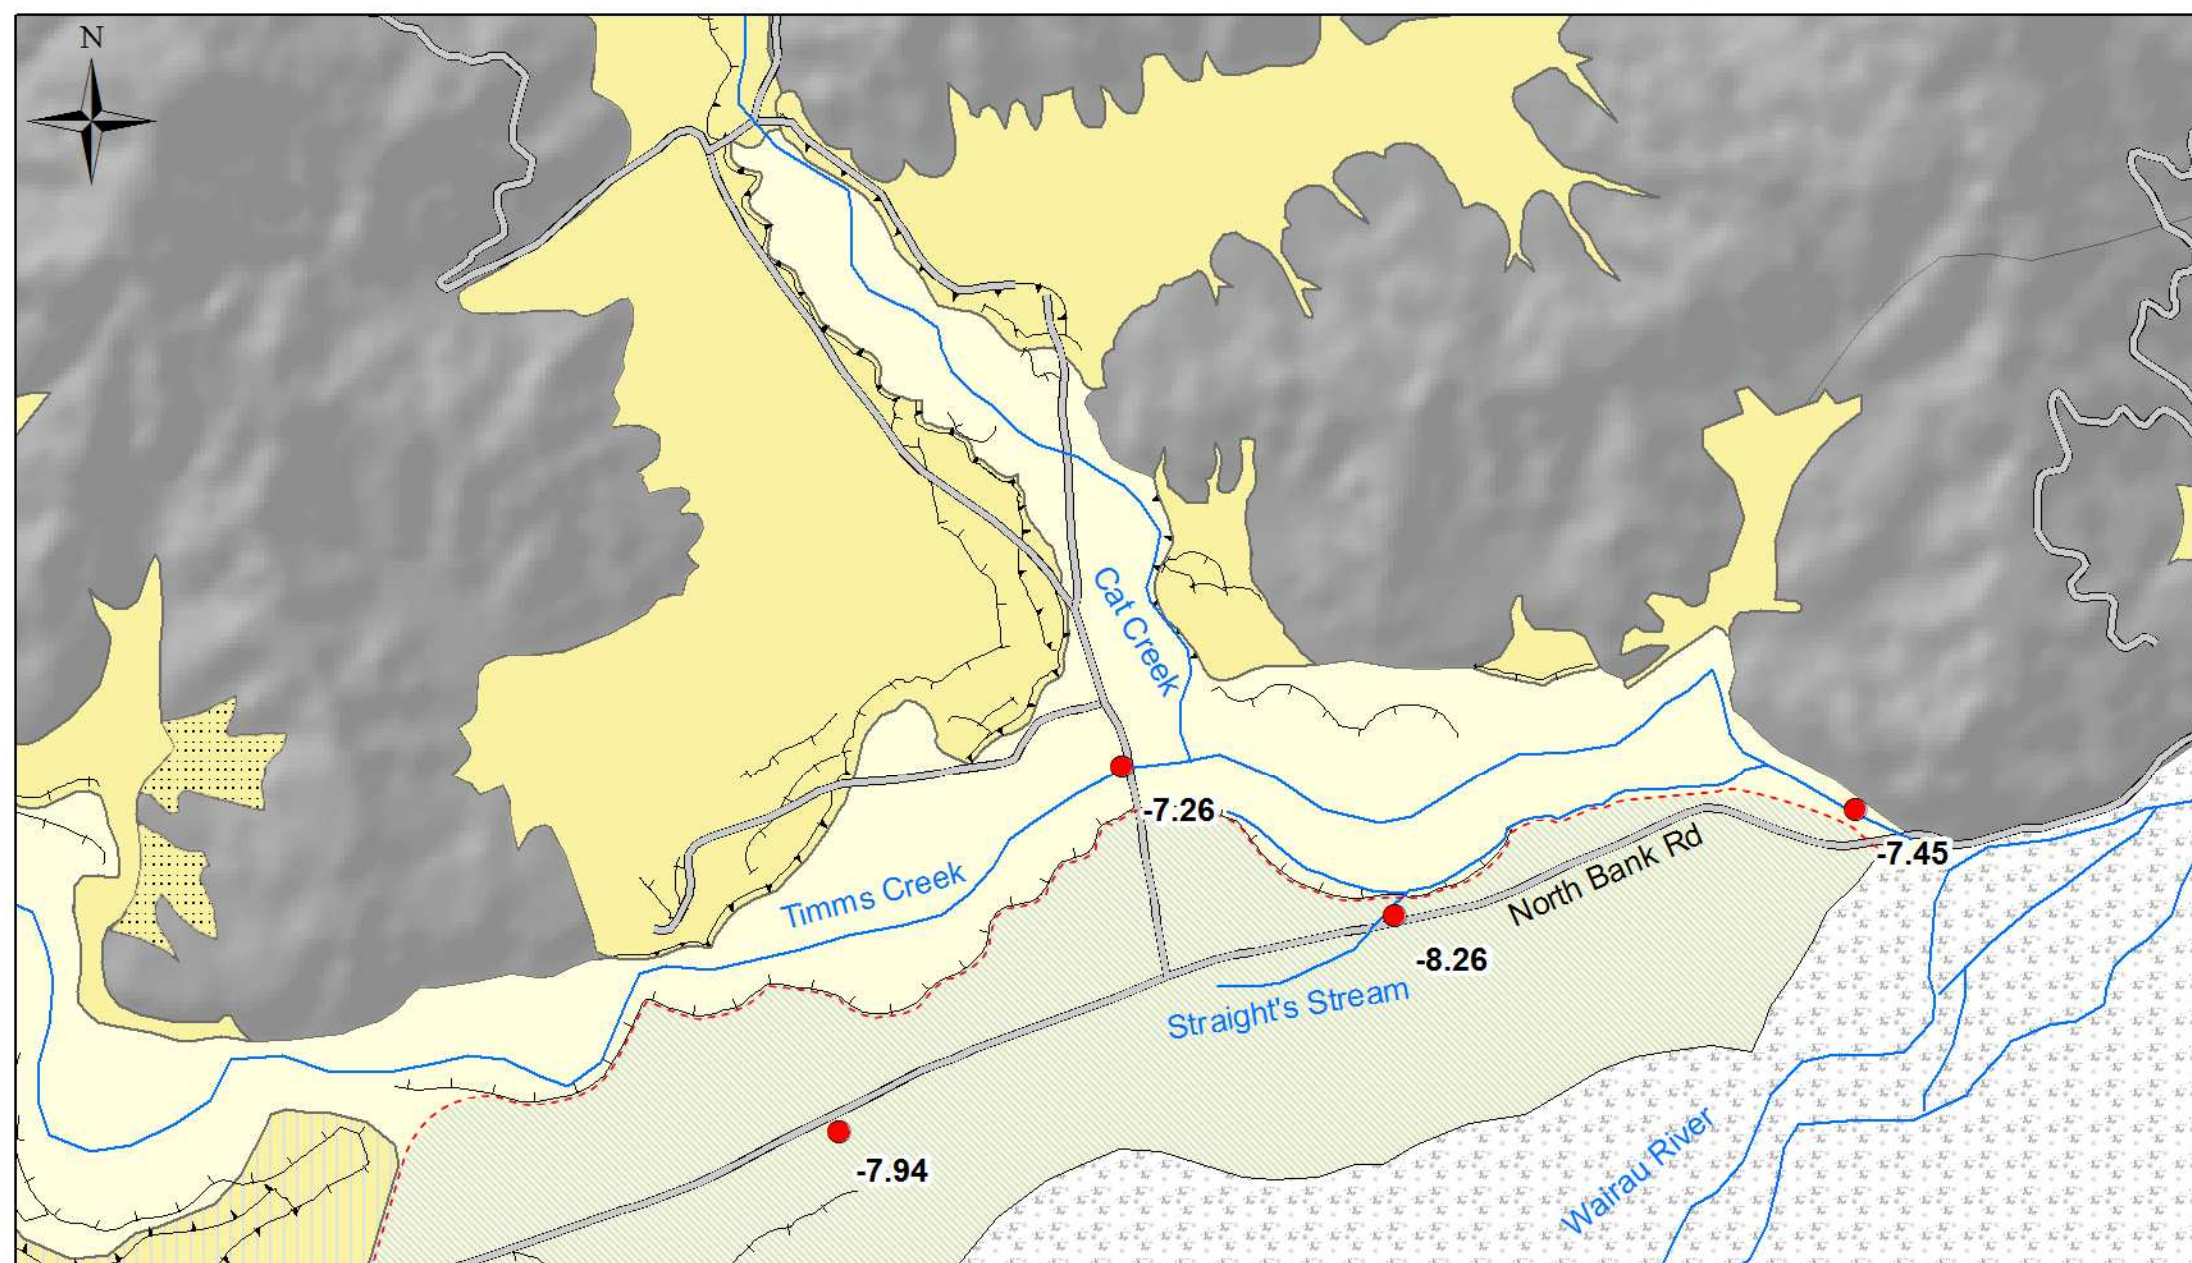 N
Cat Creek
-7.26
-7.45
North Bank Rd
Timms Creek
-8.26
Straight's Stream
-7.94
Wairau River